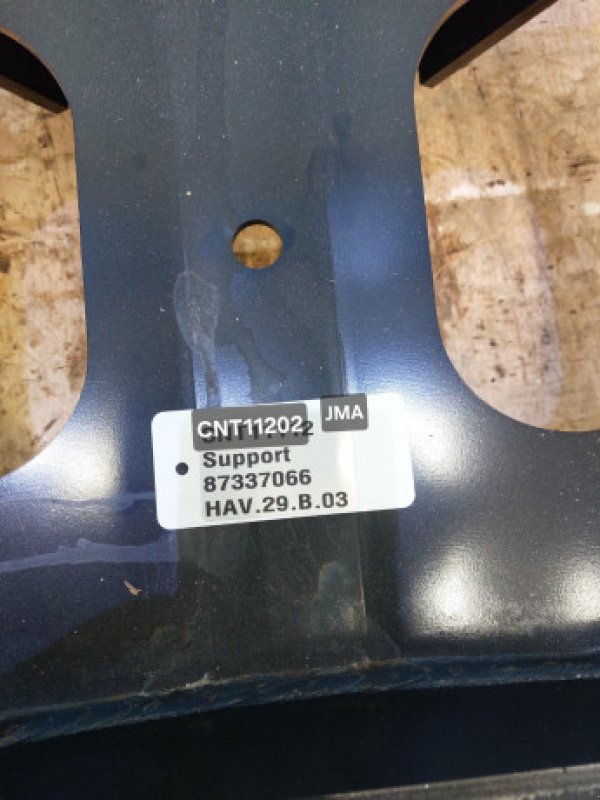 CNT11202 JMA
Support
87337066
HAV.29.B.03